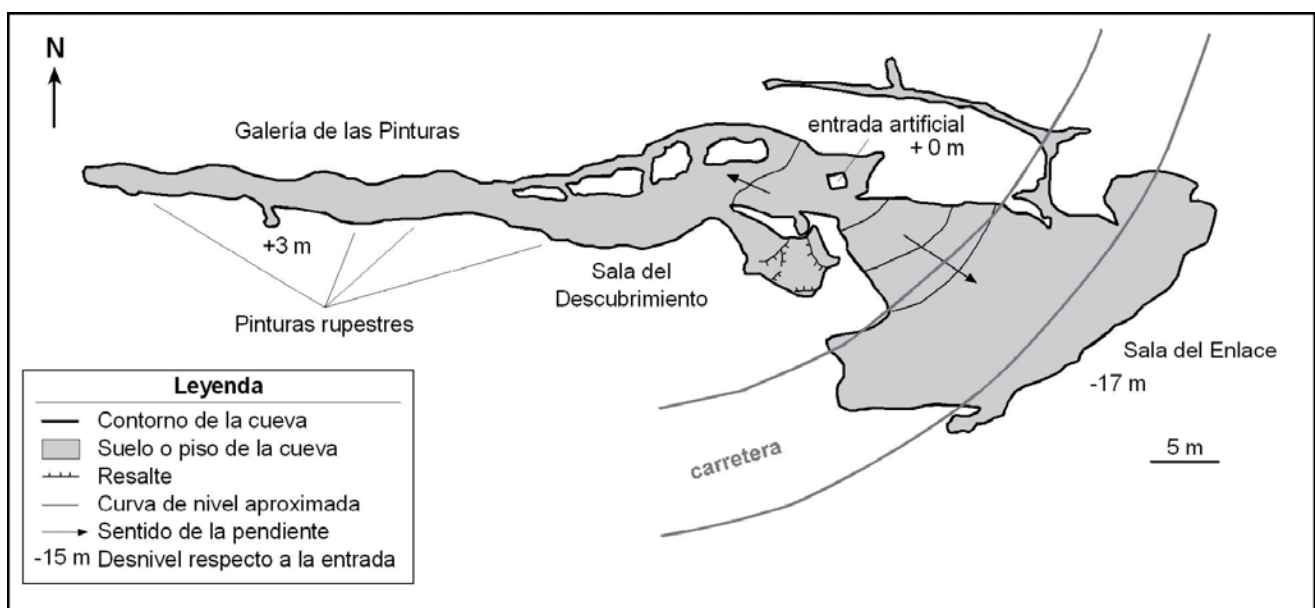 N
Galería de las Pinturas
entrada artificial
+ 0 m
+3 m
Sala del
Descubrimiento
Pinturas rupestres
Sala del Enlace
-17 m
carretera
5 m
Leyenda
Contorno de la cueva
Suelo o piso de la cueva
Resalte
Curva de nivel aproximada
Sentido de la pendiente
-15 m Desnivel respecto a la entrada